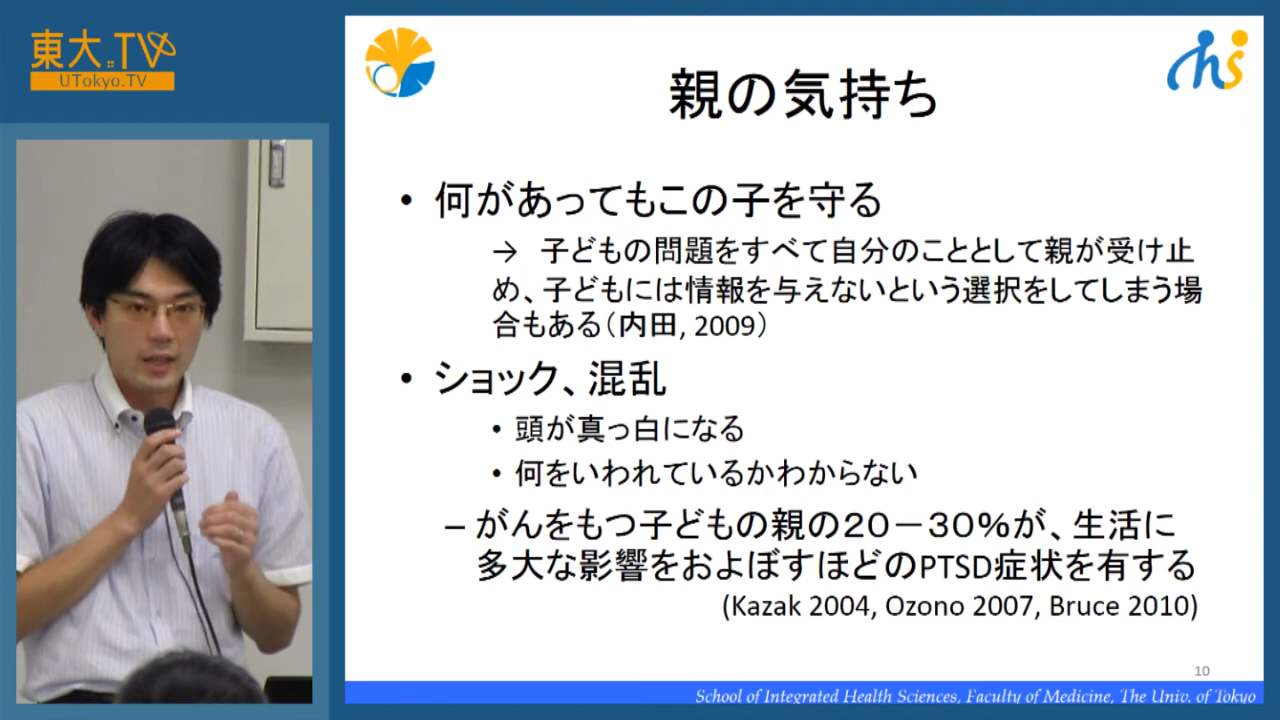 東大.TV
UTokyo.TV
親の気持ち
• 何があってもこの子を守る
→ 子どもの問題をすべて自分のこととして親が受け止
め、子どもには情報を与えないという選択をしてしまう場
合もある（内田, 2009）
• ショック、混乱
• 頭が真っ白になる
• 何をいわれているかわからない
– がんをもつ子どもの親の２０－３０％が、生活に
多大な影響をおよぼすほどのPTSD症状を有する
(Kazak 2004, Ozono 2007, Bruce 2010)
10
School of Integrated Health Sciences, Faculty of Medicine, The Univ. of Tokyo